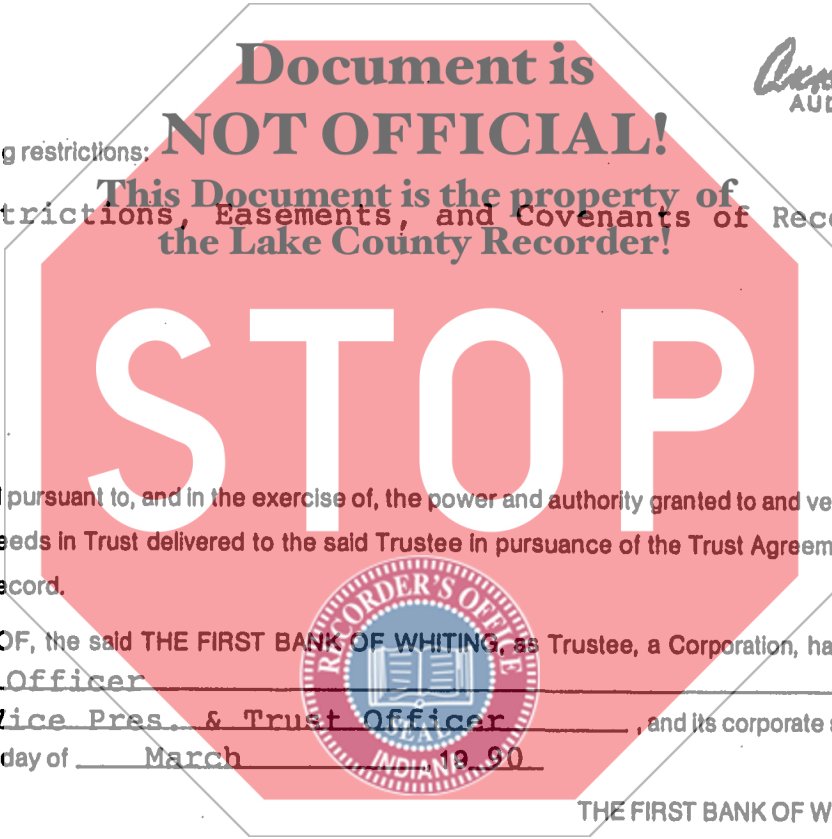 Document is
NOT OFFICIAL!
AUD
g restrictions:
This Document is the property of
trictions, Easements, and Covenants of Reco
the Lake County Recorder!
STOP
pursuant to, and in the exercise of, the power and authority granted to and ve
eeds in Trust delivered to the said Trustee in pursuance of the Trust Agreem
ecord.
OF, the said THE FIRST BANK OF WHITING, as Trustee, a Corporation, ha
Officer
ice Pres. & Trust Officer, and its corporate s
day of March, 19 90
RECORDER'S OFFICE
SEAL
INDIANA
THE FIRST BANK OF W